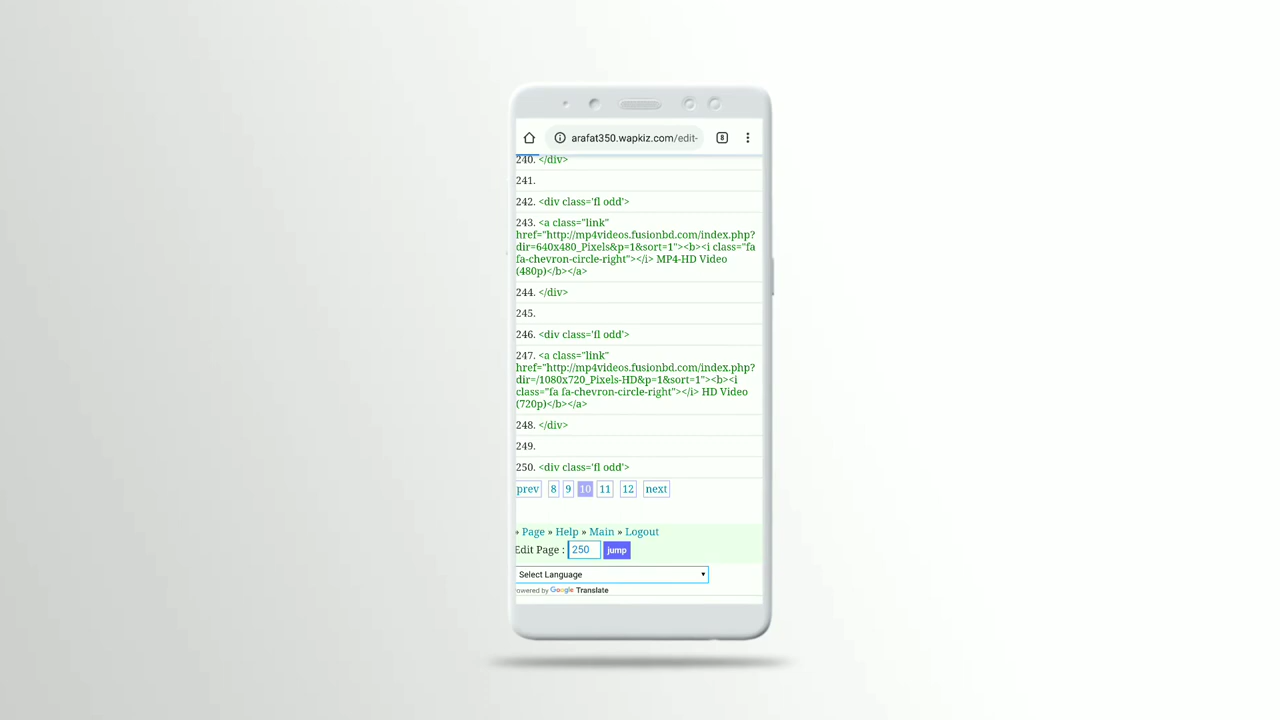 arafat350.wapkiz.com/edit-
8
240. </div>
241.
242. <div class='fl odd'>
243. <a class="link"
href="http://mp4videos.fusionbd.com/index.php?
dir=640x480_Pixels&p=1&sort=1"><b><i class="fa
fa-chevron-circle-right"></i> MP4-HD Video
(480p)</b></a>
244. </div>
245.
246. <div class='fl odd'>
247. <a class="link"
href="http://mp4videos.fusionbd.com/index.php?
dir=/1080x720_Pixels-HD&p=1&sort=1"><b><i
class="fa fa-chevron-circle-right"></i> HD Video
(720p)</b></a>
248. </div>
249.
250. <div class='fl odd'>
prev 8 9 10 11 12 next
» Page » Help » Main » Logout
Edit Page : 250 jump
Select Language
owered by Google Translate